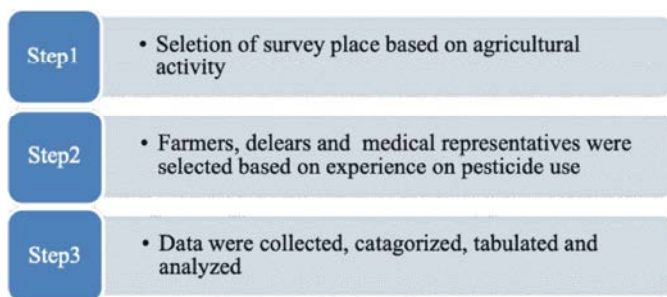 Step1
• Seletion of survey place based on agricultural
activity
Step2
• Farmers, delears and medical representatives were
selected based on experience on pesticide use
Step3
• Data were collected, catagorized, tabulated and
analyzed